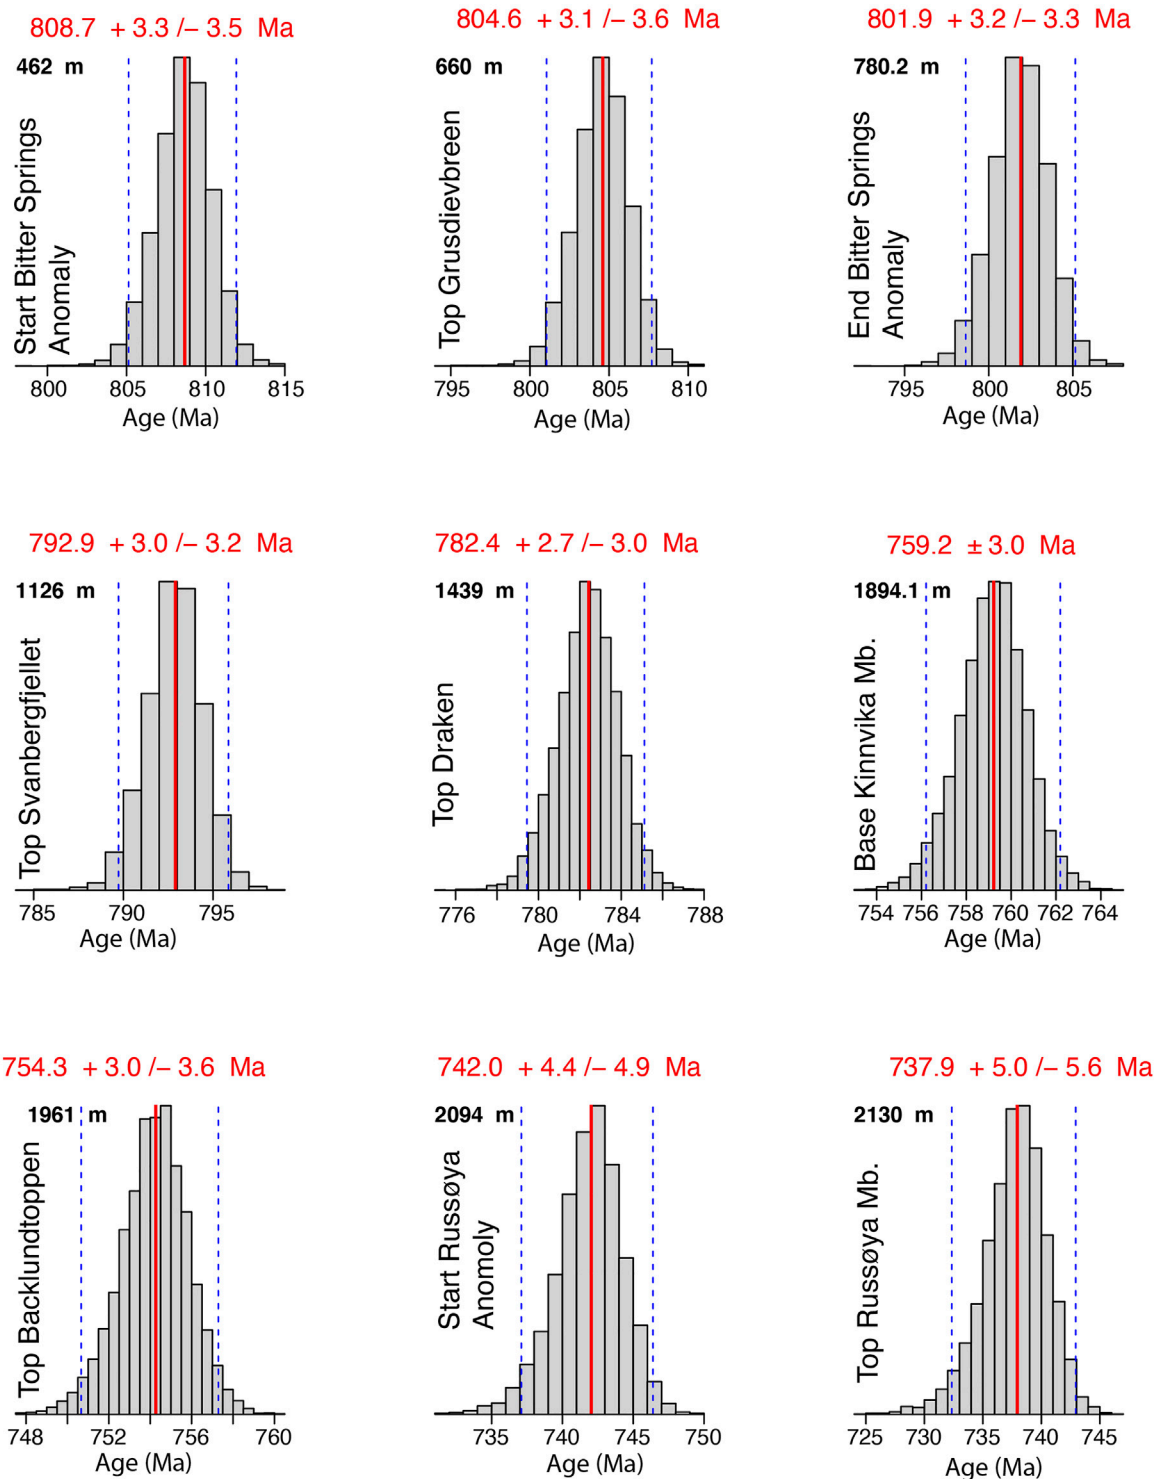 808.7 + 3.3 /− 3.5 Ma
462 m
Start Bitter Springs
Anomaly
800 805 810 815
Age (Ma)
804.6 + 3.1 /− 3.6 Ma
660 m
Top Grusdievbreen
795 800 805 810
Age (Ma)
801.9 + 3.2 /− 3.3 Ma
780.2 m
End Bitter Springs
Anomaly
795 800 805
Age (Ma)
792.9 + 3.0 /− 3.2 Ma
1126 m
Top Svanbergfjellet
785 790 795
Age (Ma)
782.4 + 2.7 /− 3.0 Ma
1439 m
Top Draken
776 780 784 788
Age (Ma)
759.2 ± 3.0 Ma
1894.1 m
Base Kinnvika Mb.
754 756 758 760 762 764
Age (Ma)
754.3 + 3.0 /− 3.6 Ma
1961 m
Top Backlundtoppen
748 752 756 760
Age (Ma)
742.0 + 4.4 /− 4.9 Ma
2094 m
Start Russøya
Anomoly
735 740 745 750
Age (Ma)
737.9 + 5.0 /− 5.6 Ma
2130 m
Top Russøya Mb.
725 730 735 740 745
Age (Ma)